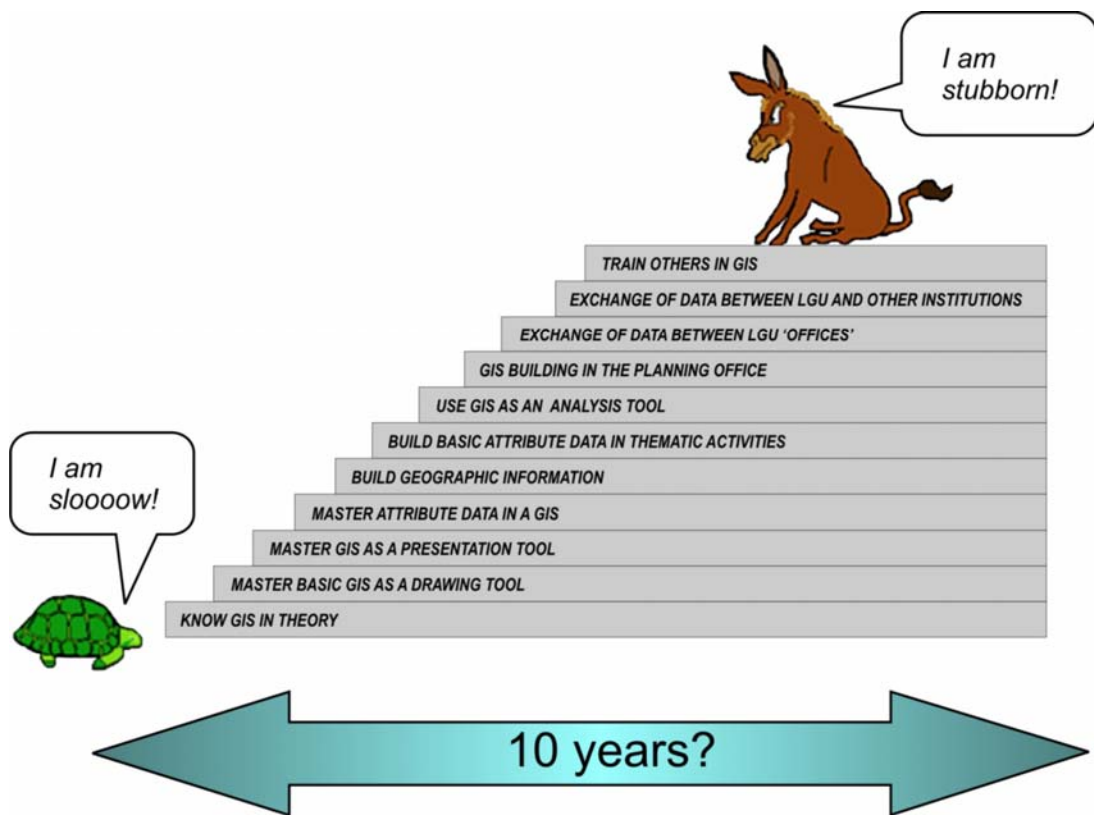 I am
stubborn!
TRAIN OTHERS IN GIS
EXCHANGE OF DATA BETWEEN LGU AND OTHER INSTITUTIONS
EXCHANGE OF DATA BETWEEN LGU ‘OFFICES’
GIS BUILDING IN THE PLANNING OFFICE
USE GIS AS AN ANALYSIS TOOL
BUILD BASIC ATTRIBUTE DATA IN THEMATIC ACTIVITIES
BUILD GEOGRAPHIC INFORMATION
I am
sloooow!
MASTER ATTRIBUTE DATA IN A GIS
MASTER GIS AS A PRESENTATION TOOL
MASTER BASIC GIS AS A DRAWING TOOL
KNOW GIS IN THEORY
10 years?